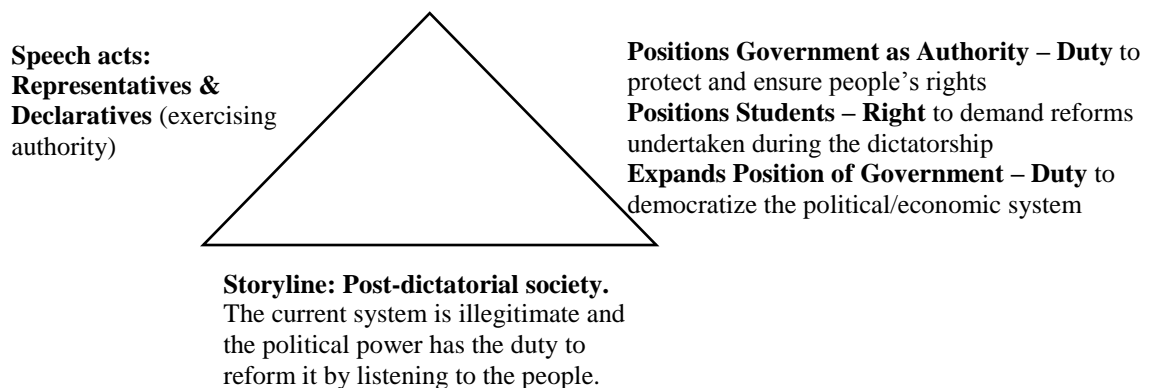 Speech acts:
Representatives &
Declaratives (exercising
authority)
Positions Government as Authority – Duty to
protect and ensure people’s rights
Positions Students – Right to demand reforms
undertaken during the dictatorship
Expands Position of Government – Duty to
democratize the political/economic system
Storyline: Post-dictatorial society.
The current system is illegitimate and
the political power has the duty to
reform it by listening to the people.